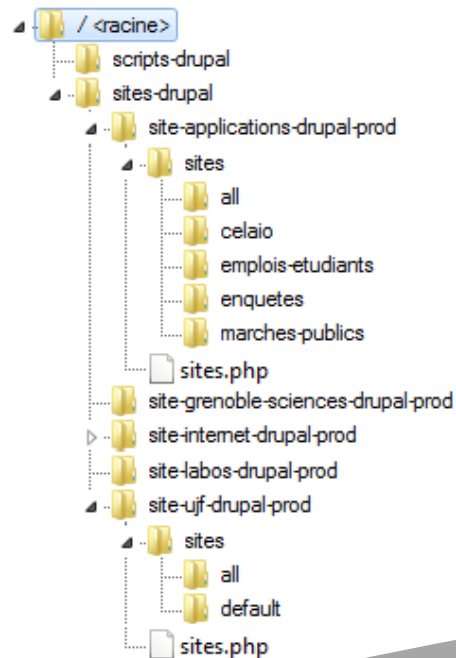 / <racine>
scripts-drupal
sites-drupal
site-applications-drupal-prod
sites
all
celaio
emplois-etudiants
enquetes
marches-publics
sites.php
site-grenoble-sciences-drupal-prod
site-internet-drupal-prod
site-labos-drupal-prod
site-ujf-drupal-prod
sites
all
default
sites.php